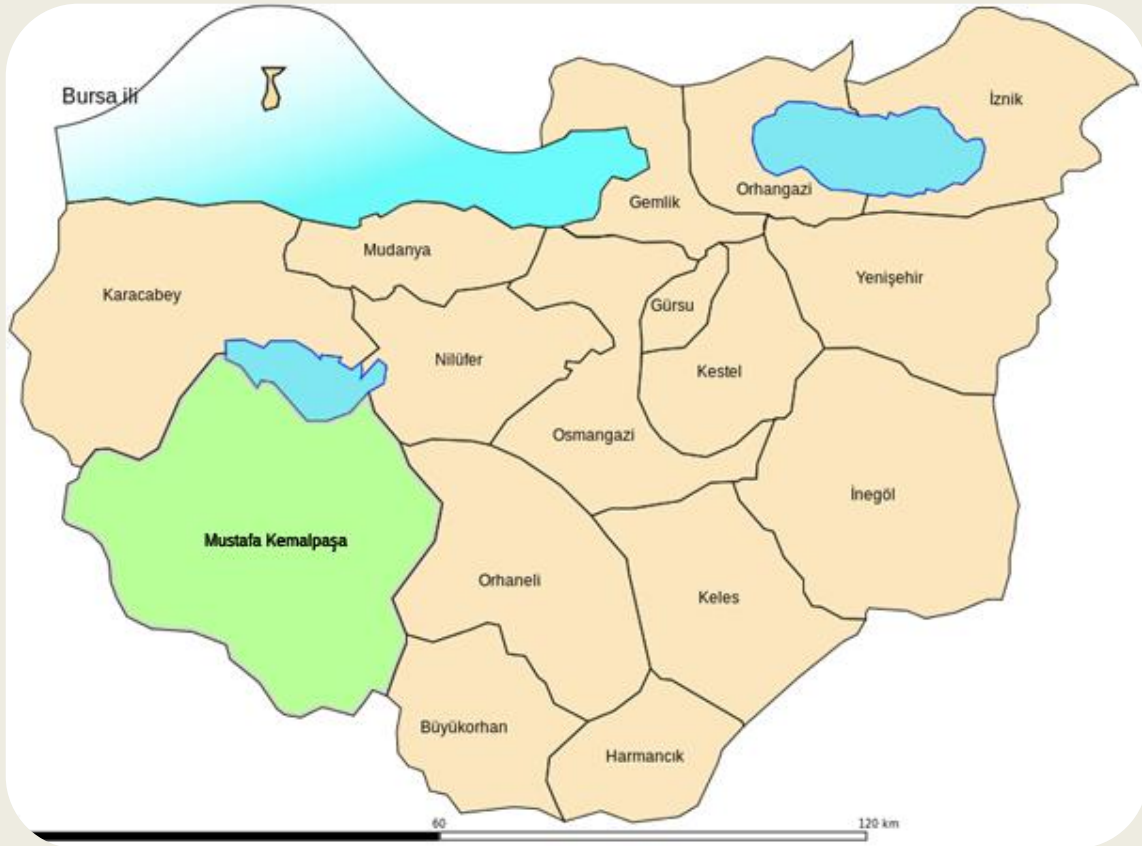 Bursa ili
İznik
Orhangazi
Gemlik
Mudanya
Yenişehir
Karacabey
Gürsu
Nilüfer
Kestel
Osmangazi
İnegöl
Mustafa Kemalpaşa
Orhaneli
Keles
Büyükorhan
Harmancık
60
120 km